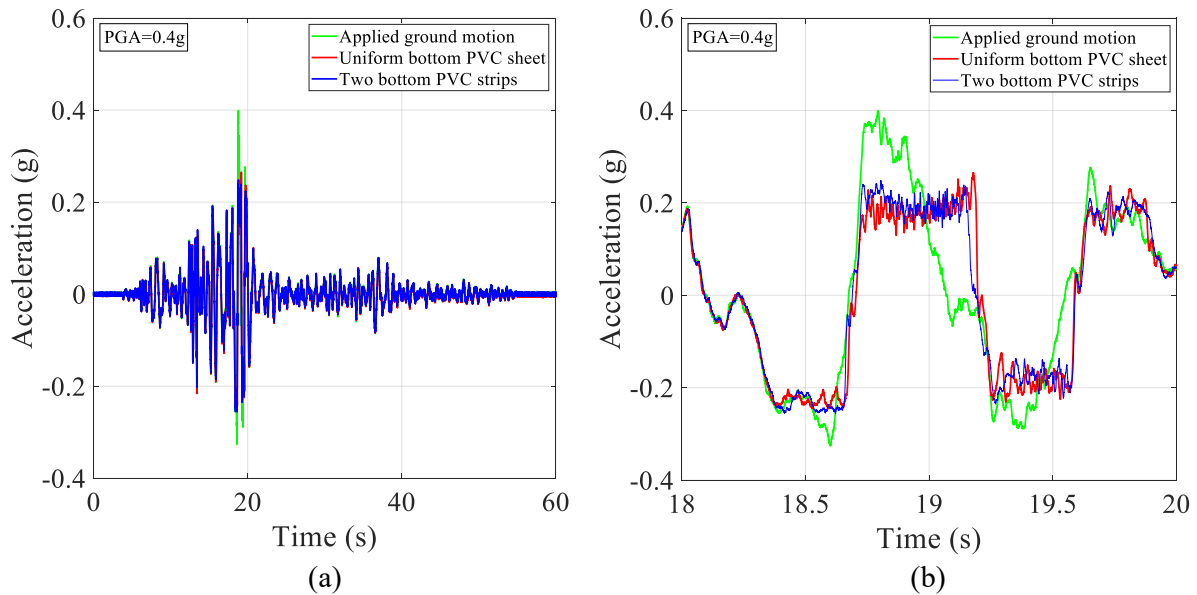 PGA=0.4g
Applied ground motion
Uniform bottom PVC sheet
Two bottom PVC strips
Acceleration (g)
0.6
0.4
0.2
0
-0.2
-0.4
0
20
40
60
Time (s)
(a)
PGA=0.4g
Applied ground motion
Uniform bottom PVC sheet
Two bottom PVC strips
Acceleration (g)
0.6
0.4
0.2
0
-0.2
-0.4
18
18.5
19
19.5
20
Time (s)
(b)